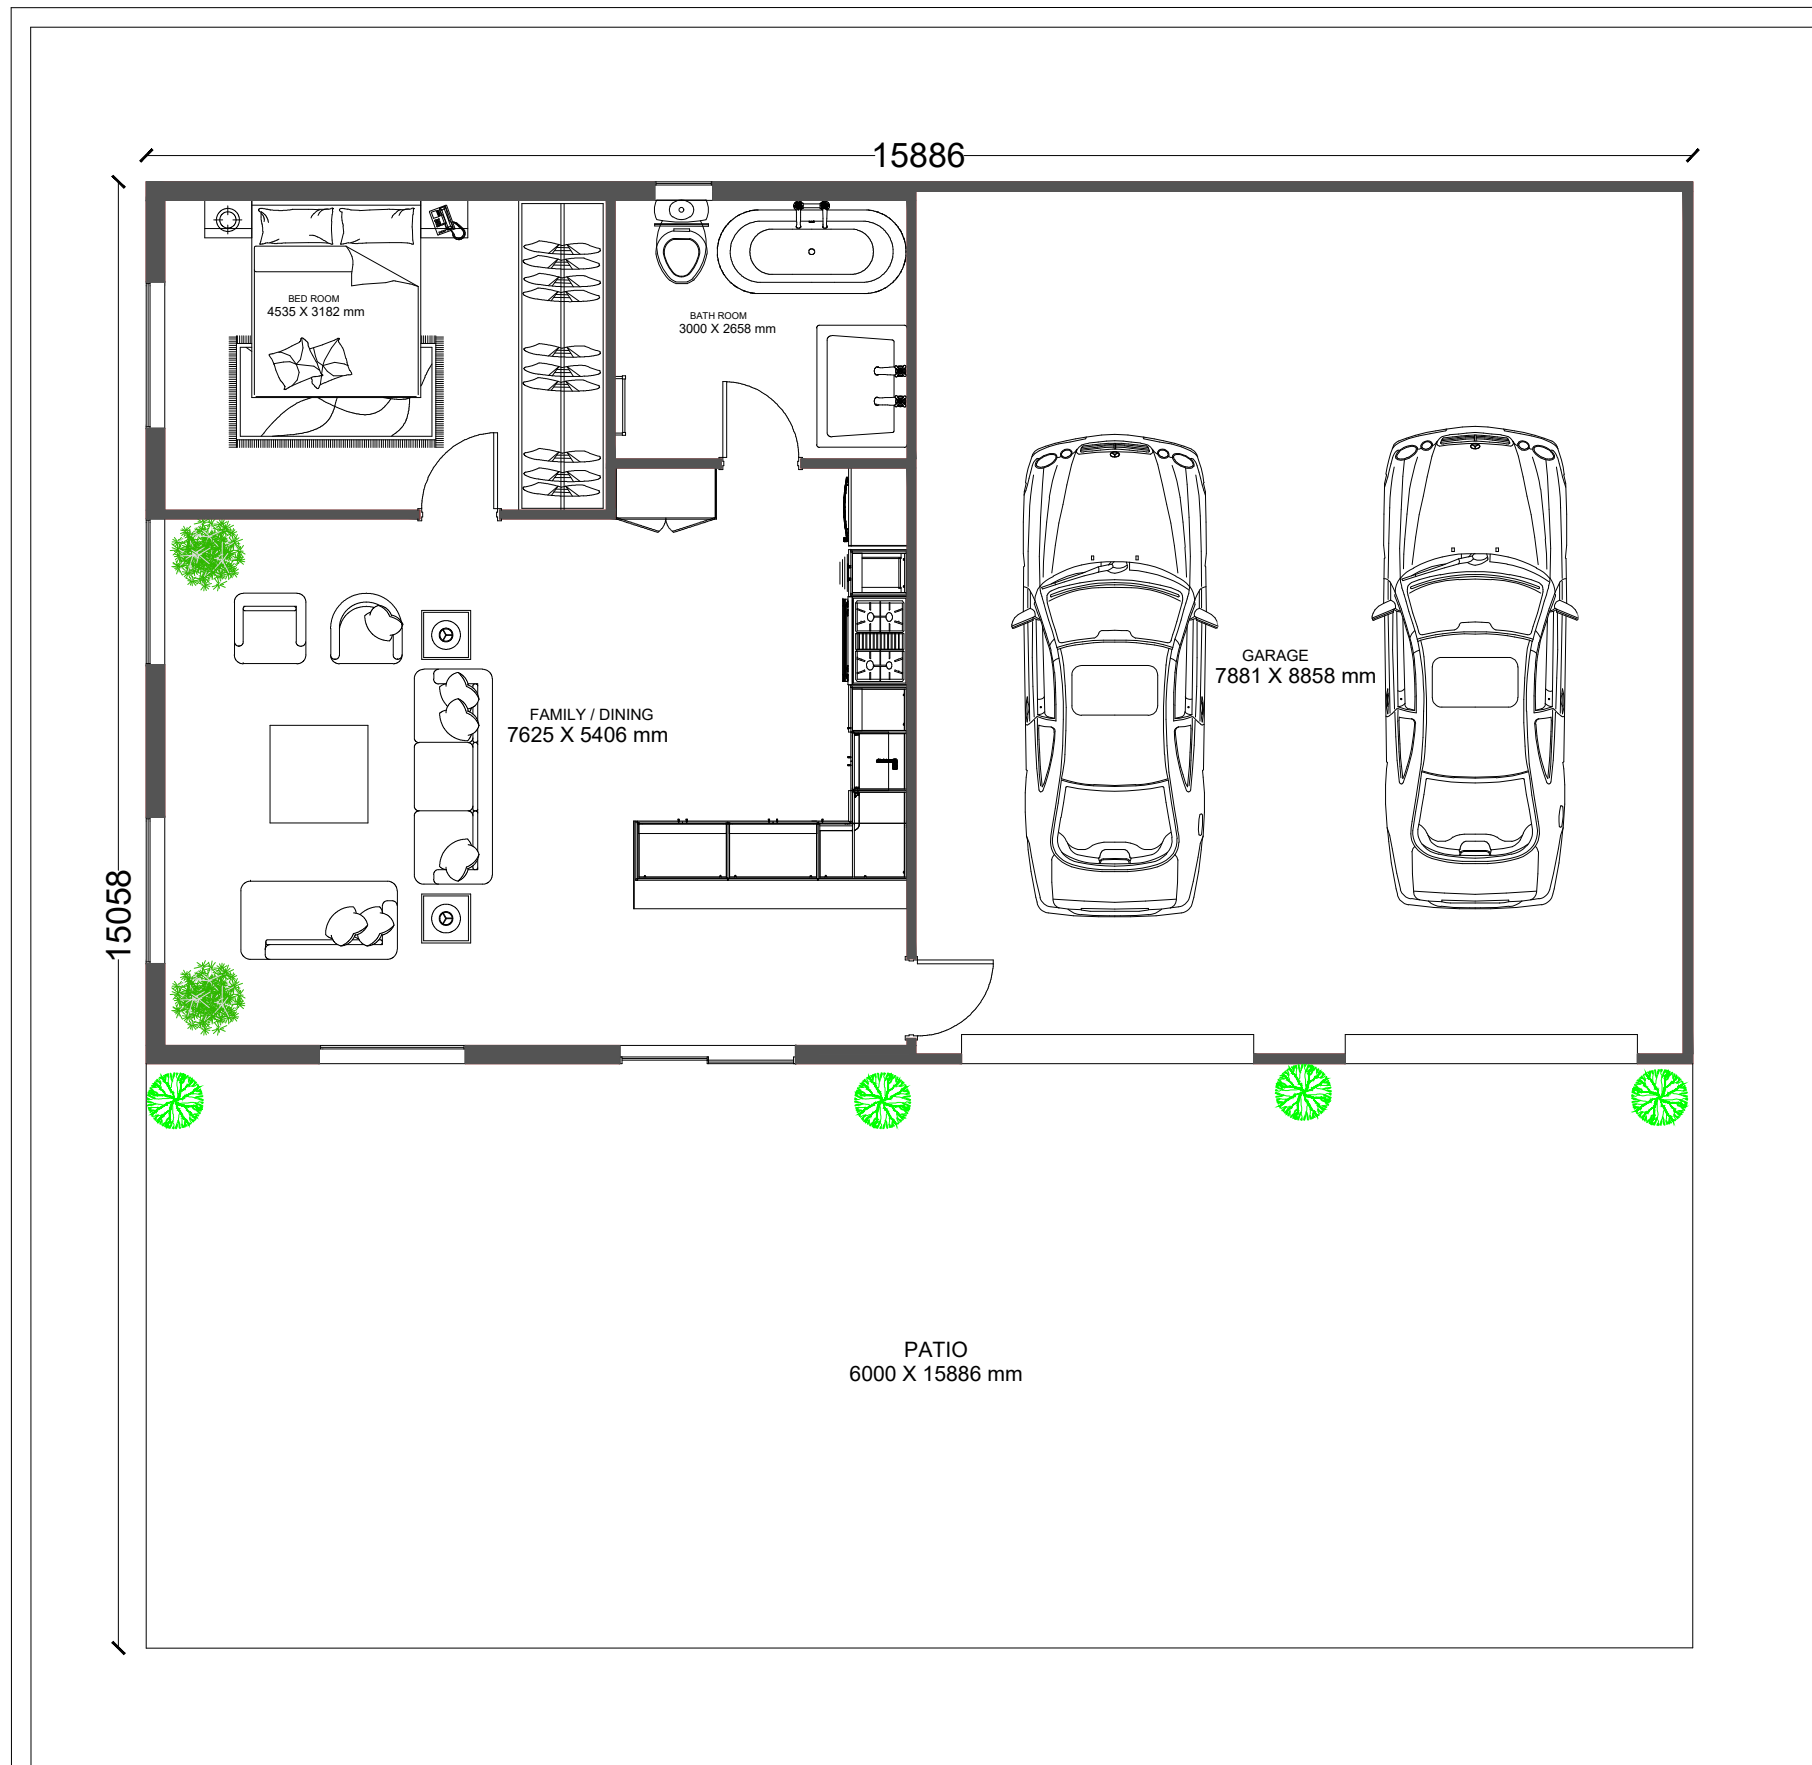 15886
BED ROOM
4535 X 3182 mm
BATH ROOM
3000 X 2658 mm
GARAGE
7881 X 8858 mm
FAMILY / DINING
7625 X 5406 mm
15058
PATIO
6000 X 15886 mm